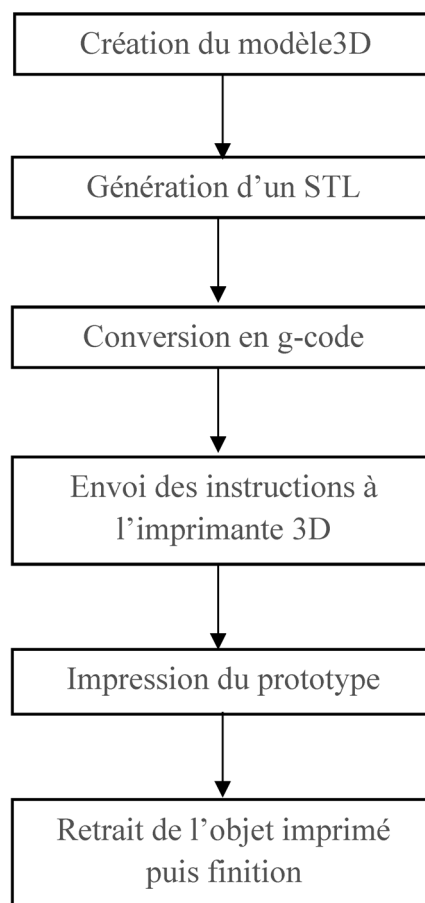 Création du modèle3D
Génération d’un STL
Conversion en g-code
Envoi des instructions à
l’imprimante 3D
Impression du prototype
Retrait de l’objet imprimé
puis finition